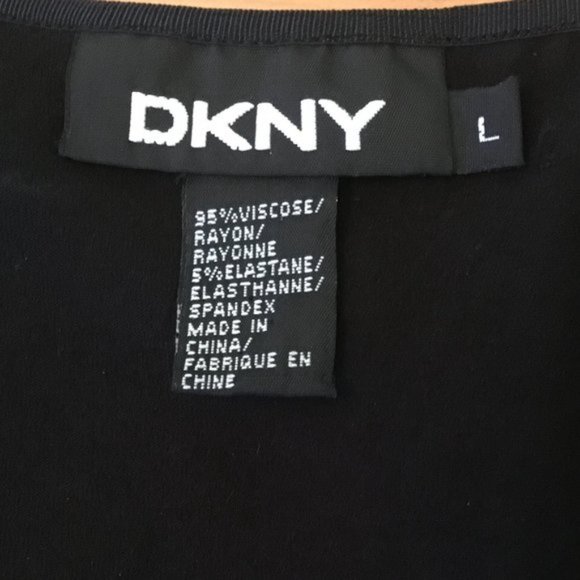 DKNY
L
95%VISCOSE/
RAYON/
RAYONNE
5%ELASTANE/
ELASTHANNE/
SPANDEX
MADE IN
CHINA/
FABRIQUE EN
CHINE